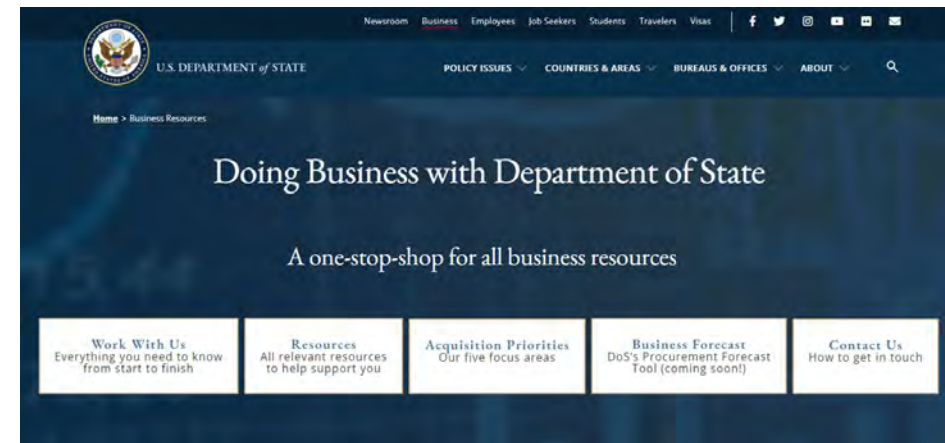 Newsroom Business Employees Job Seekers Students Travelers Visas
U.S. DEPARTMENT of STATE
POLICY ISSUES COUNTRIES & AREAS BUREAUS & OFFICES ABOUT
Home > Business Resources
Doing Business with Department of State
A one-stop-shop for all business resources
Work With Us
Everything you need to know
from start to finish
Resources
All relevant resources
to help support you
Acquisition Priorities
Our five focus areas
Business Forecast
DoS's Procurement Forecast
Tool (coming soon!)
Contact Us
How to get in touch
15.44